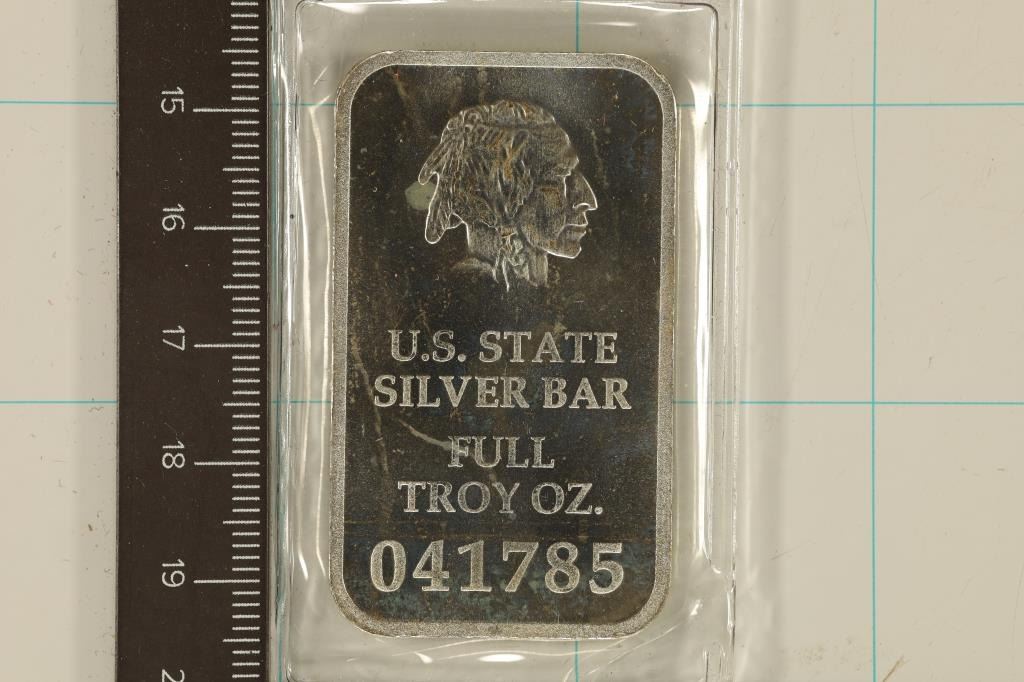 15
16
17
18
19
U.S. STATE
SILVER BAR
FULL
TROY OZ.
041785